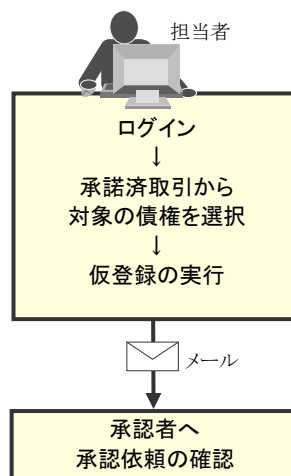 担当者
ログイン
↓
承諾済取引から
対象の債権を選択
↓
仮登録の実行
メール
承認者へ
承認依頼の確認